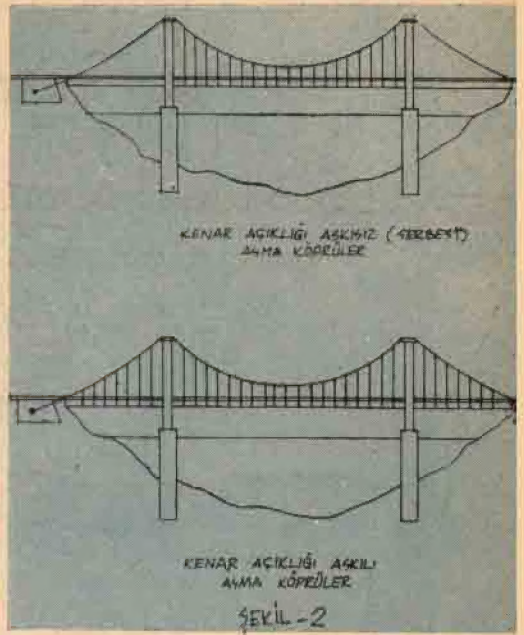 KENAR AÇIKLIĞI ASKISIZ (SERBEST)
ASMA KÖPRÜLER
KENAR AÇIKLIĞI ASKILI
ASMA KÖPRÜLER
ŞEKİL-2